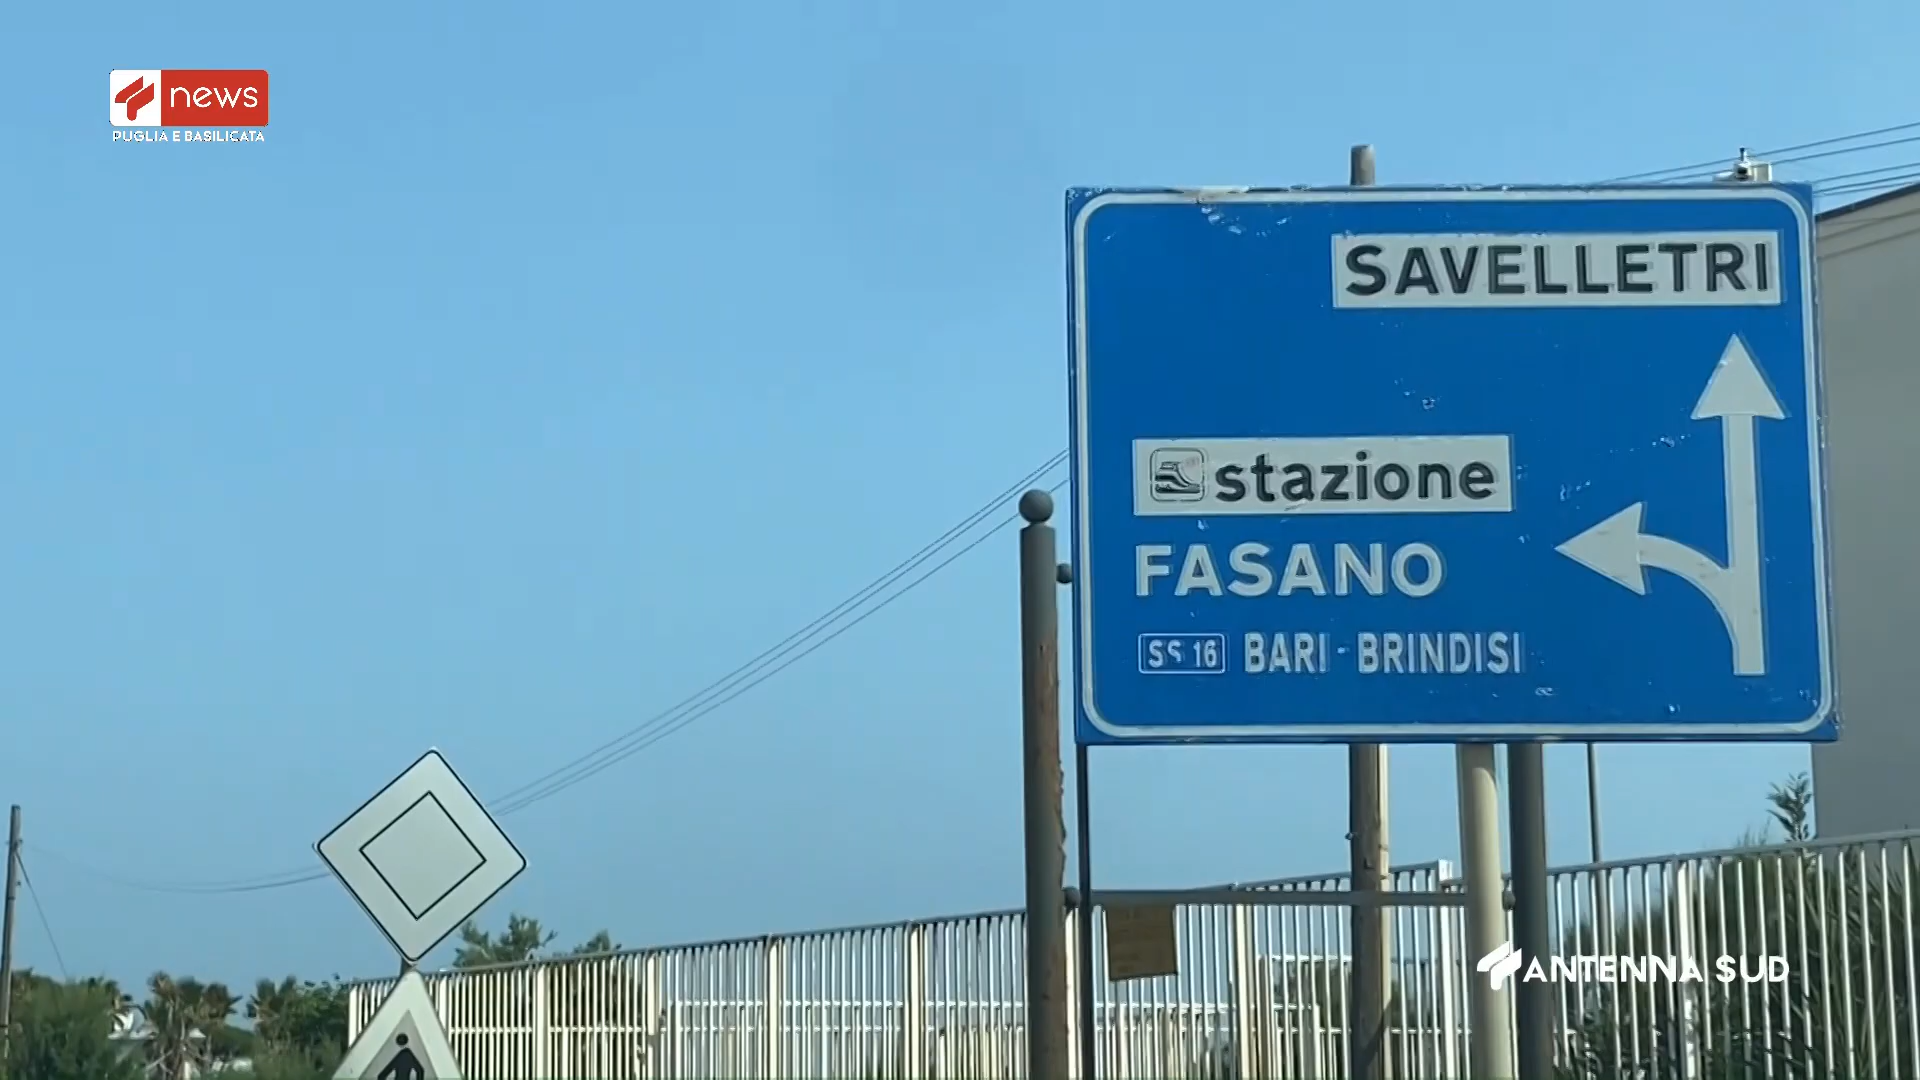 news
PUGLIA E BASILICATA
SAVELLETRI
stazione
FASANO
SS 16 BARI - BRINDISI
ANTENNA SUD